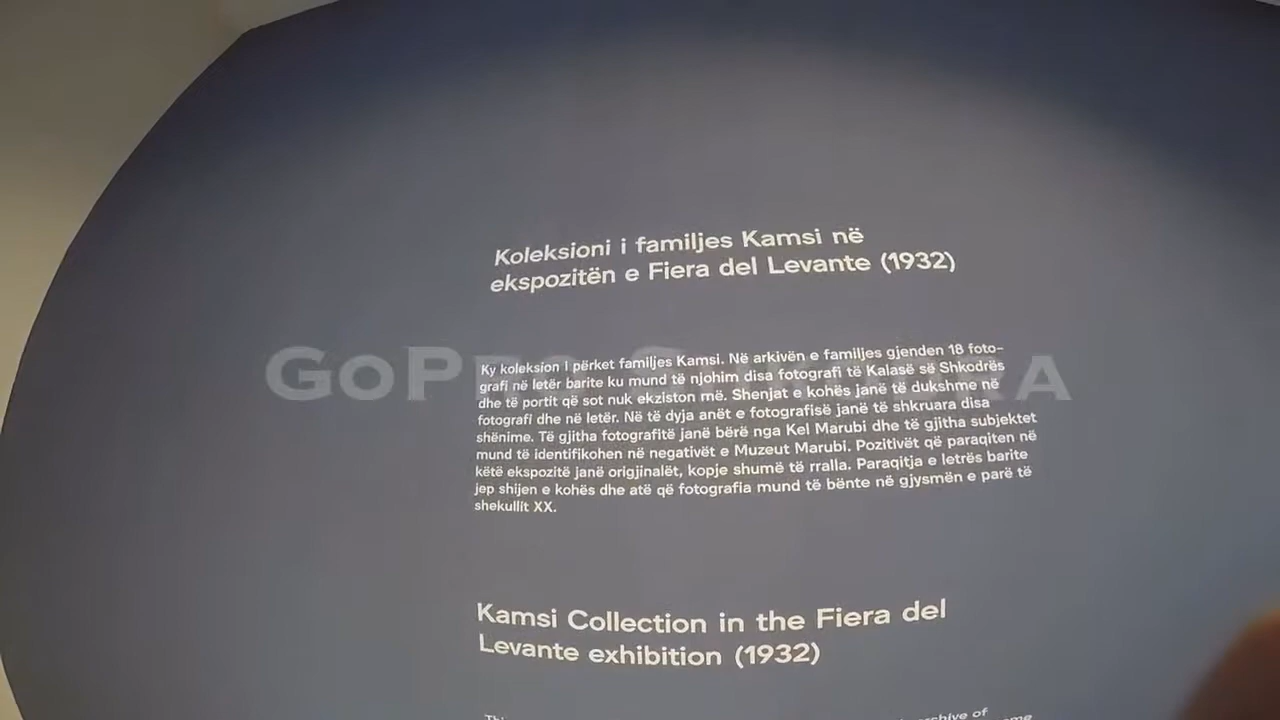 Koleksioni i familjes Kamsi në
ekspozitën e Fiera del Levante (1932)
Ky koleksion i përket familjes Kamsi. Në arkivën e familjes gjenden 18 foto-
grafi në letër barite ku mund të njohim disa fotografi të Kalasë së Shkodrës
dhe të portit që sot nuk ekziston më. Shenjat e kohës janë të dukshme në
fotografi dhe në letër. Në të dyja anët e fotografisë janë të shkruara disa
shënime. Të gjitha fotografitë janë bërë nga Kel Marubi dhe të gjitha subjektet
mund të identifikohen në negativët e Muzeut Marubi. Pozitivët që paraqiten në
këtë ekspozitë janë origjinalët, kopje shumë të rralla. Paraqitja e letrës barite
jep shijen e kohës dhe atë që fotografia mund të bënte në gjysmën e parë të
shekullit XX.
Kamsi Collection in the Fiera del
Levante exhibition (1932)
of